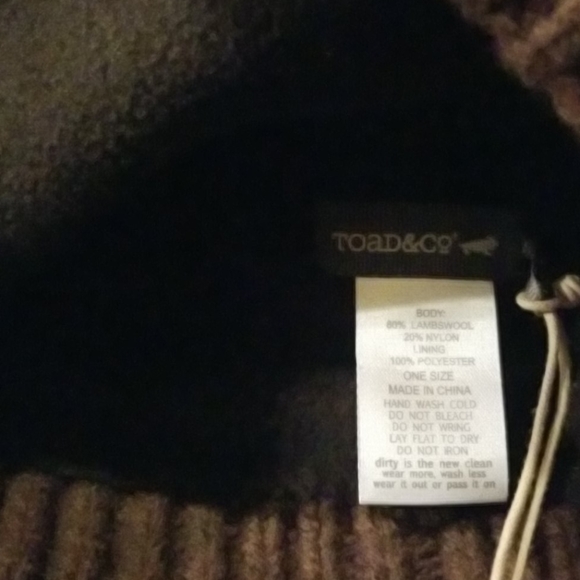 TOAD&CO
BODY:
80% LAMBSWOOL
20% NYLON
LINING
100% POLYESTER
ONE SIZE
MADE IN CHINA
HAND WASH COLD
DO NOT BLEACH
DO NOT WRING
LAY FLAT TO DRY
DO NOT IRON
dirty is the new clean
wear more, wash less
wear it out or pass it on